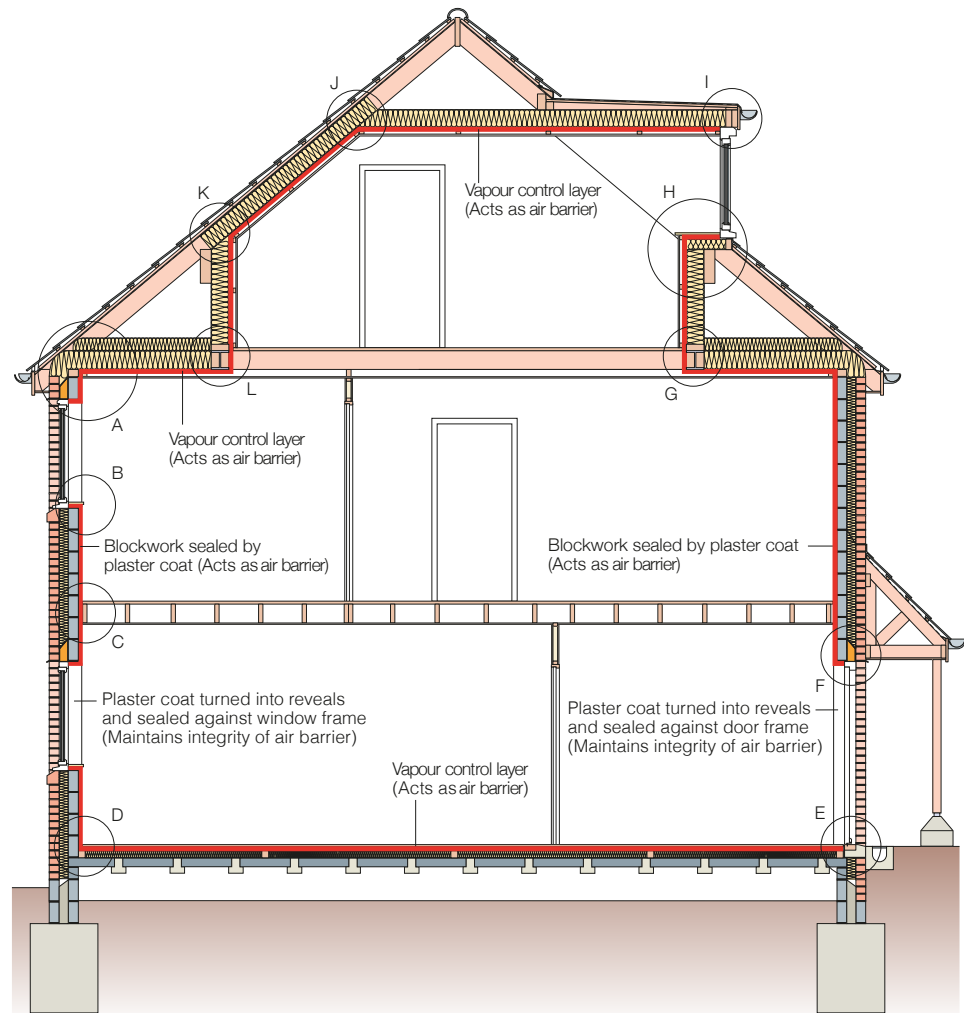 J
I
K
Vapour control layer
(Acts as air barrier)
H
L
G
A
Vapour control layer
(Acts as air barrier)
B
Blockwork sealed by
plaster coat (Acts as air barrier)
Blockwork sealed by plaster coat
(Acts as air barrier)
C
F
Plaster coat turned into reveals
and sealed against window frame
(Maintains integrity of air barrier)
Plaster coat turned into reveals
and sealed against door frame
(Maintains integrity of air barrier)
Vapour control layer
(Acts as air barrier)
D
E